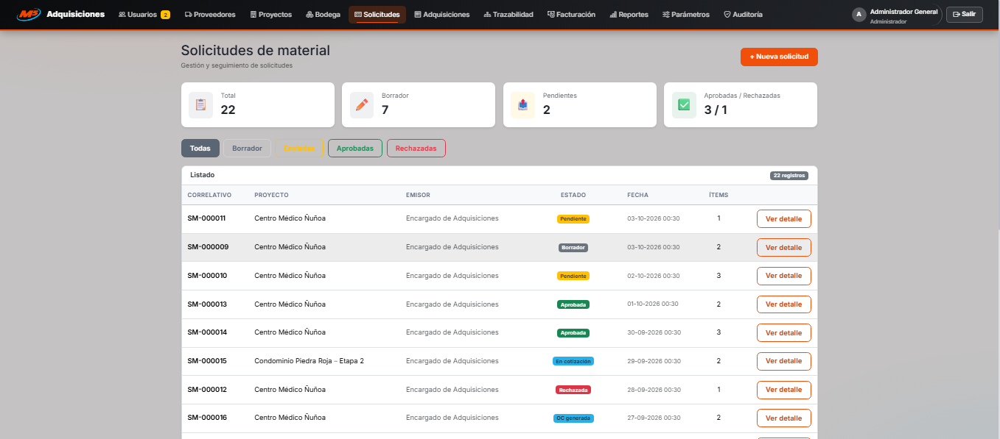 M5 Adquisiciones Usuarios 2 Proveedores Proyectos Bodega Solicitudes Adquisiciones Trazabilidad Facturación Reportes Parámetros Auditoría A Administrador General Salir
Administrador
Solicitudes de material
Gestión y seguimiento de solicitudes
+ Nueva solicitud
Total
22
Borrador
7
Pendientes
2
Aprobadas / Rechazadas
3 / 1
Todas Borrador Enviadas Aprobadas Rechazadas
Listado 22 registros
CORRELATIVO PROYECTO EMISOR ESTADO FECHA ÍTEMS
SM-000011 Centro Médico Ñuñoa Encargado de Adquisiciones Pendiente 03-10-2026 00:30 1 Ver detalle
SM-000009 Centro Médico Ñuñoa Encargado de Adquisiciones Borrador 03-10-2026 00:30 2 Ver detalle
SM-000010 Centro Médico Ñuñoa Encargado de Adquisiciones Pendiente 02-10-2026 00:30 3 Ver detalle
SM-000013 Centro Médico Ñuñoa Encargado de Adquisiciones Aprobada 01-10-2026 00:30 2 Ver detalle
SM-000014 Centro Médico Ñuñoa Encargado de Adquisiciones Aprobada 30-09-2026 00:30 3 Ver detalle
SM-000015 Condominio Piedra Roja – Etapa 2 Encargado de Adquisiciones En cotización 29-09-2026 00:30 2 Ver detalle
SM-000012 Centro Médico Ñuñoa Encargado de Adquisiciones Rechazada 28-09-2026 00:30 1 Ver detalle
SM-000016 Centro Médico Ñuñoa Encargado de Adquisiciones OC generada 27-09-2026 00:30 2 Ver detalle